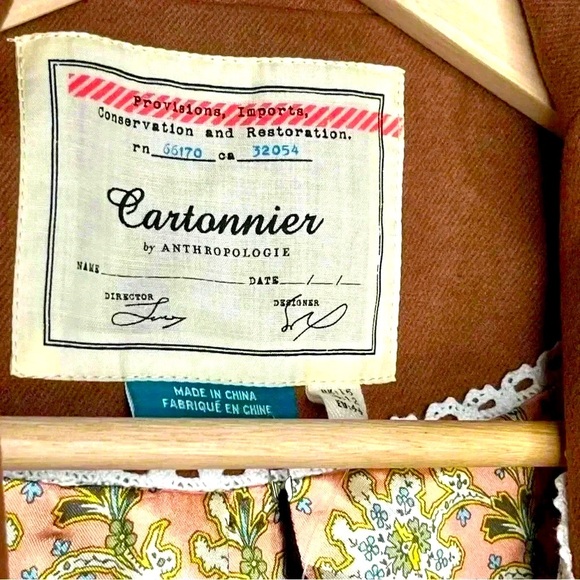 Provisions, Imports,
Conservation and Restoration.
rn 66170 ca 32054
Cartonnier
by ANTHROPOLOGIE
NAME DATE / /
DIRECTOR DESIGNER
MADE IN CHINA
FABRIQUÉ EN CHINE